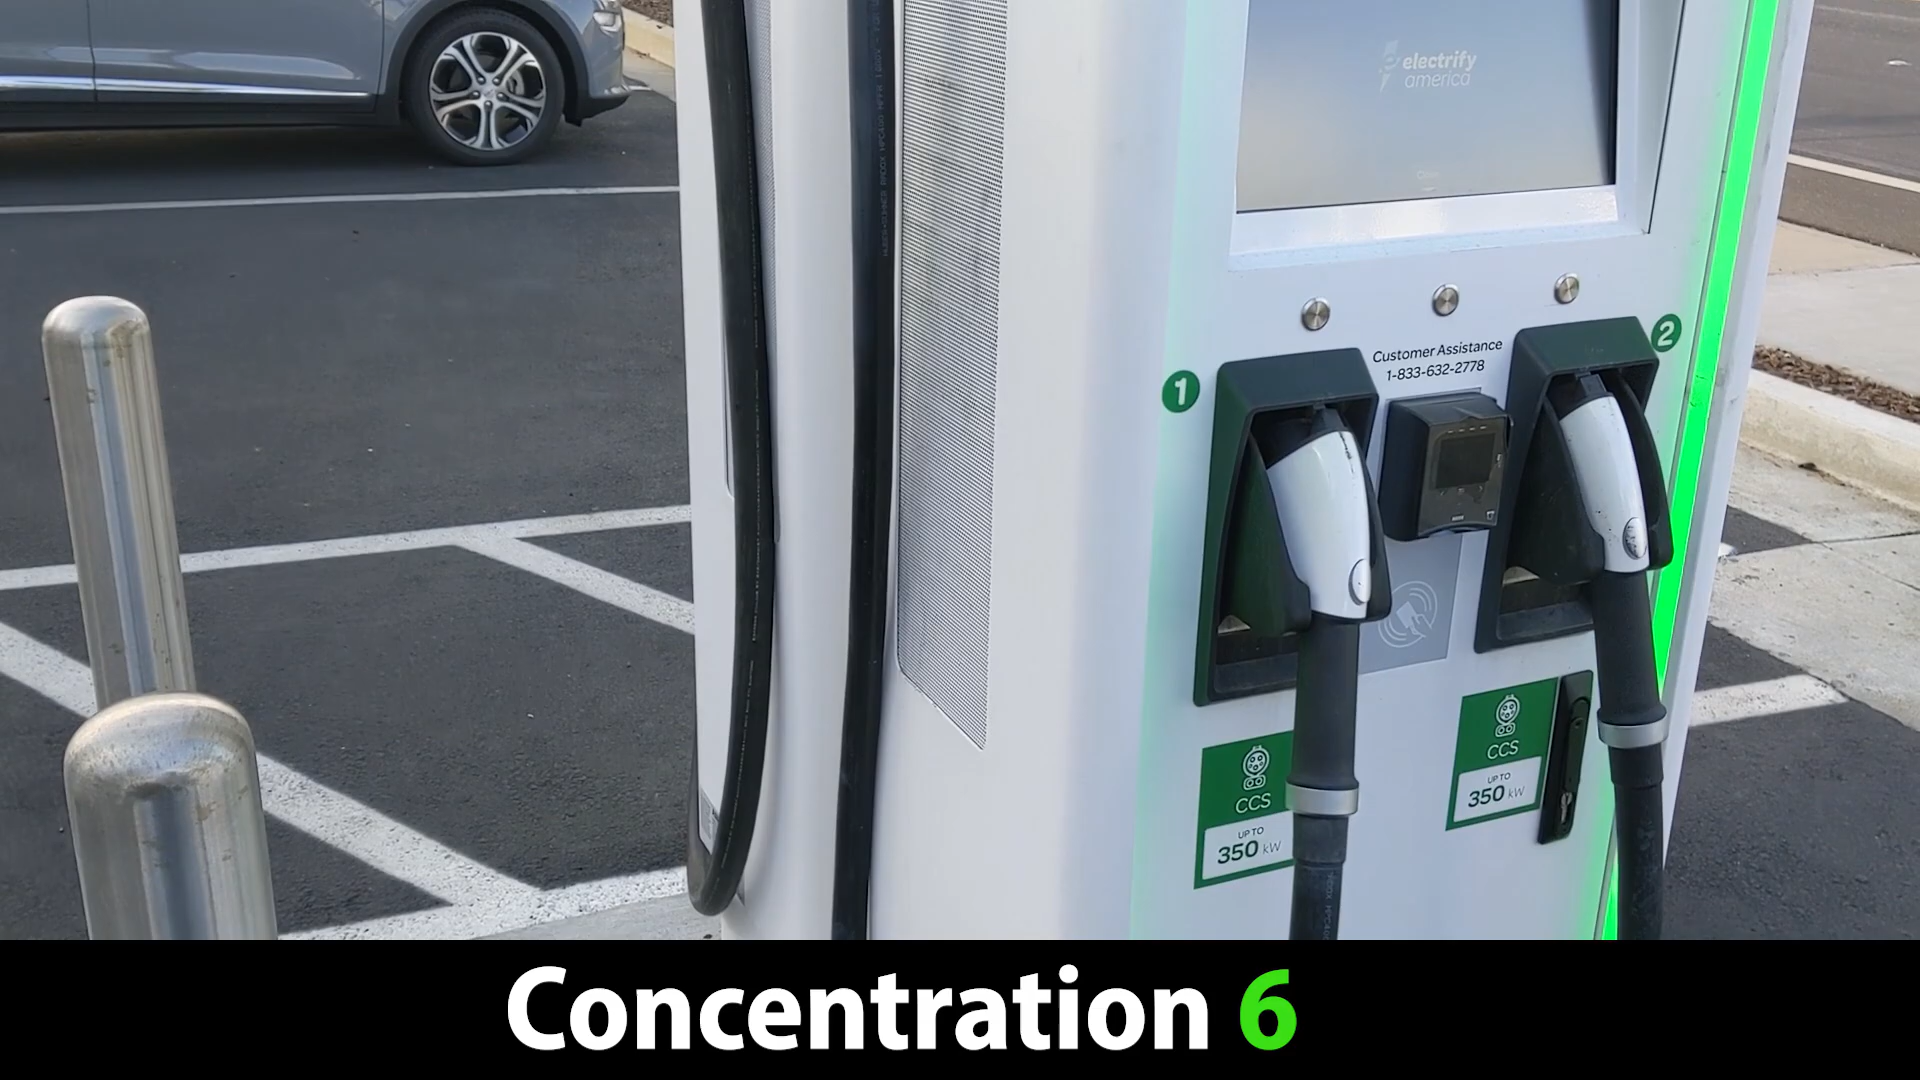 electrify
america
Customer Assistance
1-833-632-2778
1
2
CCS
UP TO
350 kW
CCS
UP TO
350 kW
Concentration 6